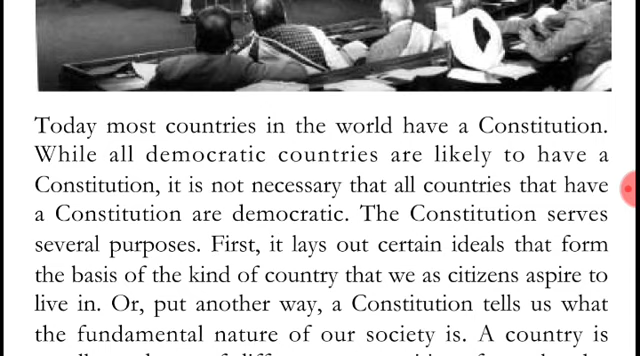 Today most countries in the world have a Constitution.
While all democratic countries are likely to have a
Constitution, it is not necessary that all countries that have
a Constitution are democratic. The Constitution serves
several purposes. First, it lays out certain ideals that form
the basis of the kind of country that we as citizens aspire to
live in. Or, put another way, a Constitution tells us what
the fundamental nature of our society is. A country is